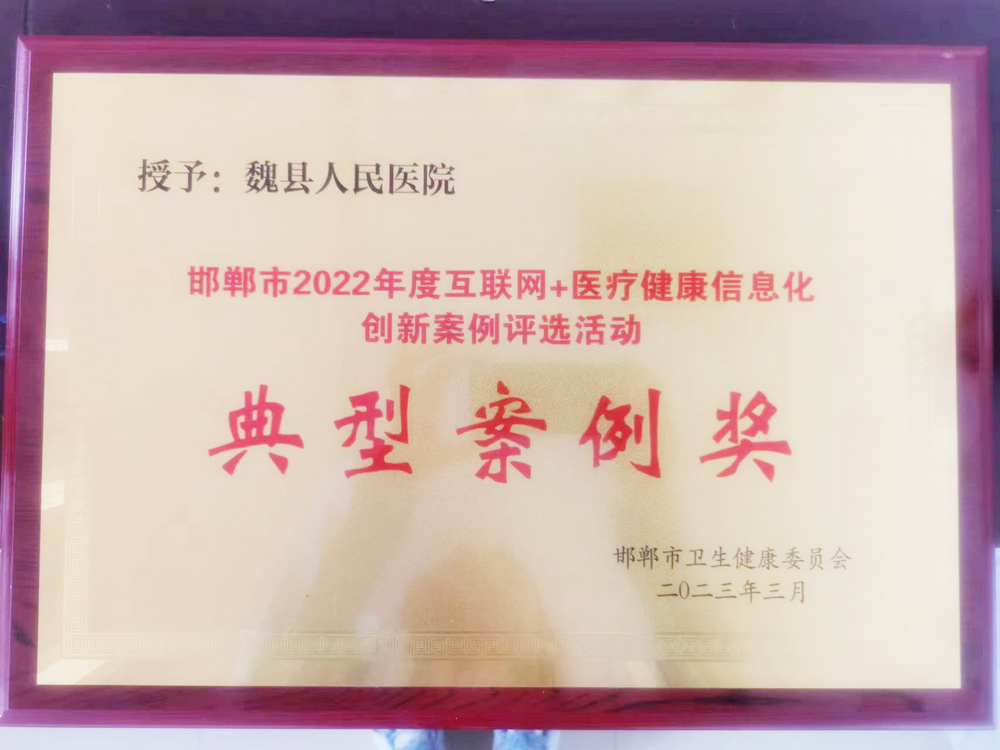 授予：魏县人民医院
邯郸市2022年度互联网+医疗健康信息化
创新案例评选活动
典型案例奖
邯郸市卫生健康委员会
二〇二三年三月